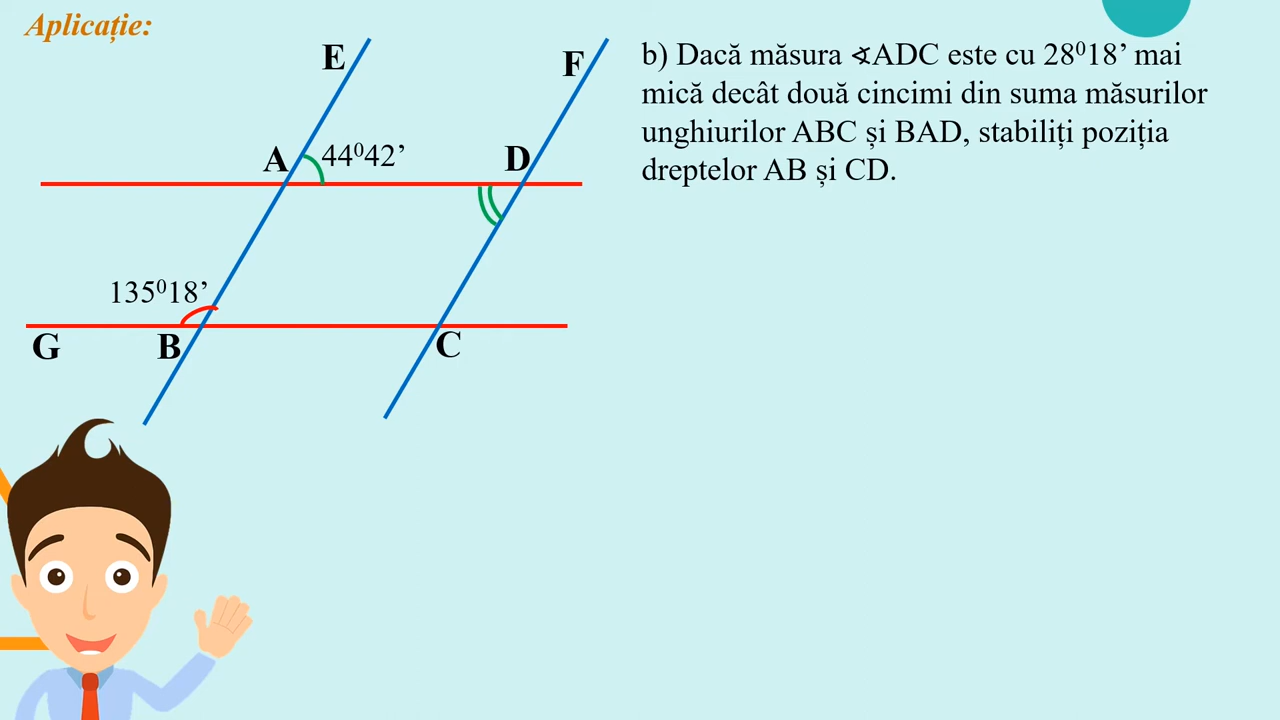 Aplicație:
E
F
A
44⁰42’
D
135⁰18’
G
B
C
b) Dacă măsura ∢ADC este cu 28⁰18’ mai
mică decât două cincimi din suma măsurilor
unghiurilor ABC și BAD, stabiliți poziția
dreptelor AB și CD.